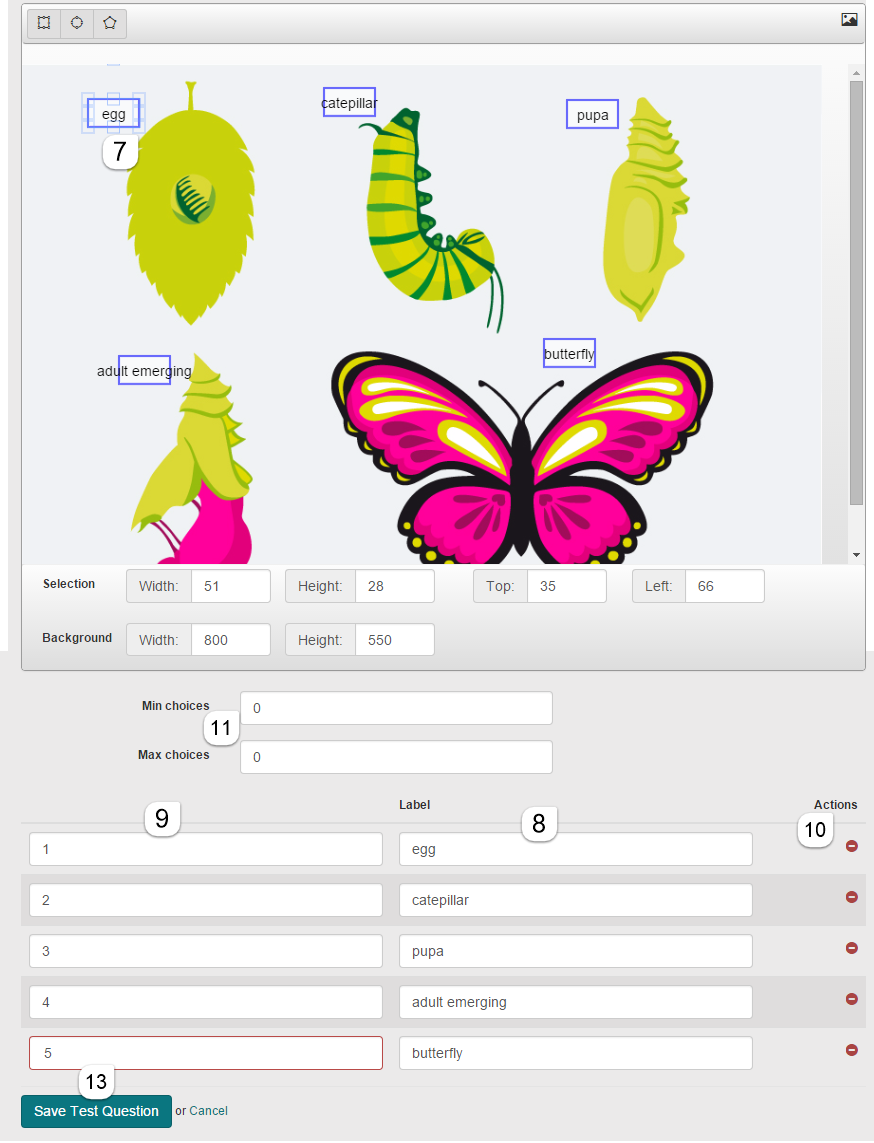 egg
catepillar
pupa
7
adult emerging
butterfly
Selection Width: 51 Height: 28 Top: 35 Left: 66
Background Width: 800 Height: 550
Min choices 0
11
Max choices 0
Label Actions
9 8 10
1 egg
2 catepillar
3 pupa
4 adult emerging
5 butterfly
13
Save Test Question or Cancel